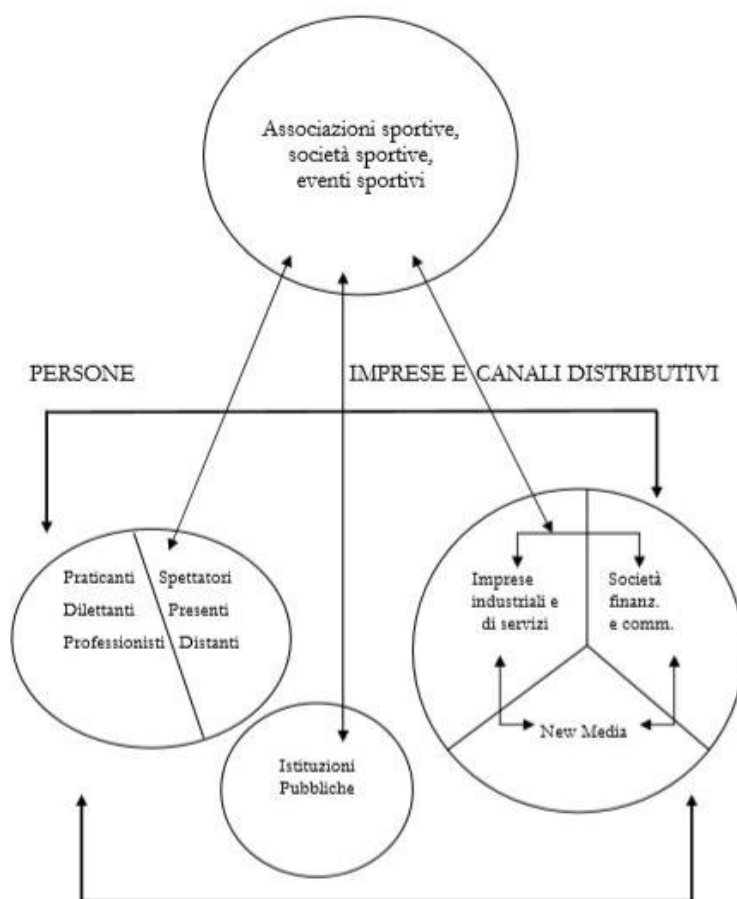 Associazioni sportive,
società sportive,
eventi sportivi
PERSONE
IMPRESE E CANALI DISTRIBUTIVI
Praticanti
Dilettanti
Professionisti
Spettatori
Presenti
Distanti
Istituzioni
Pubbliche
Imprese
industriali e
di servizi
Società
finanz.
e comm.
New Media